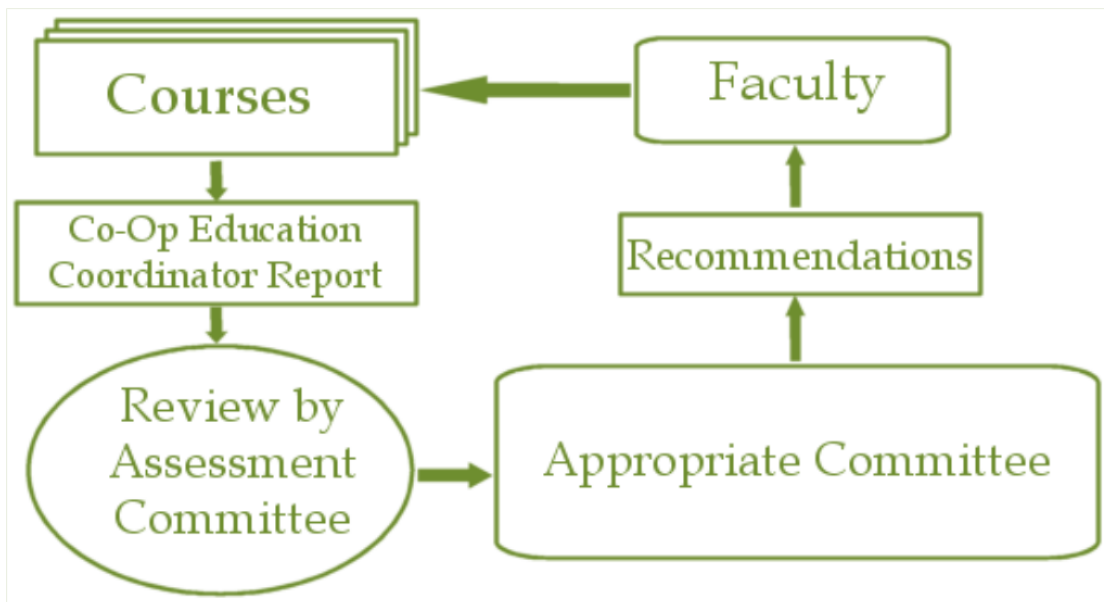 Courses
Faculty
Co-Op Education
Coordinator Report
Recommendations
Review by
Assessment
Committee
Appropriate Committee